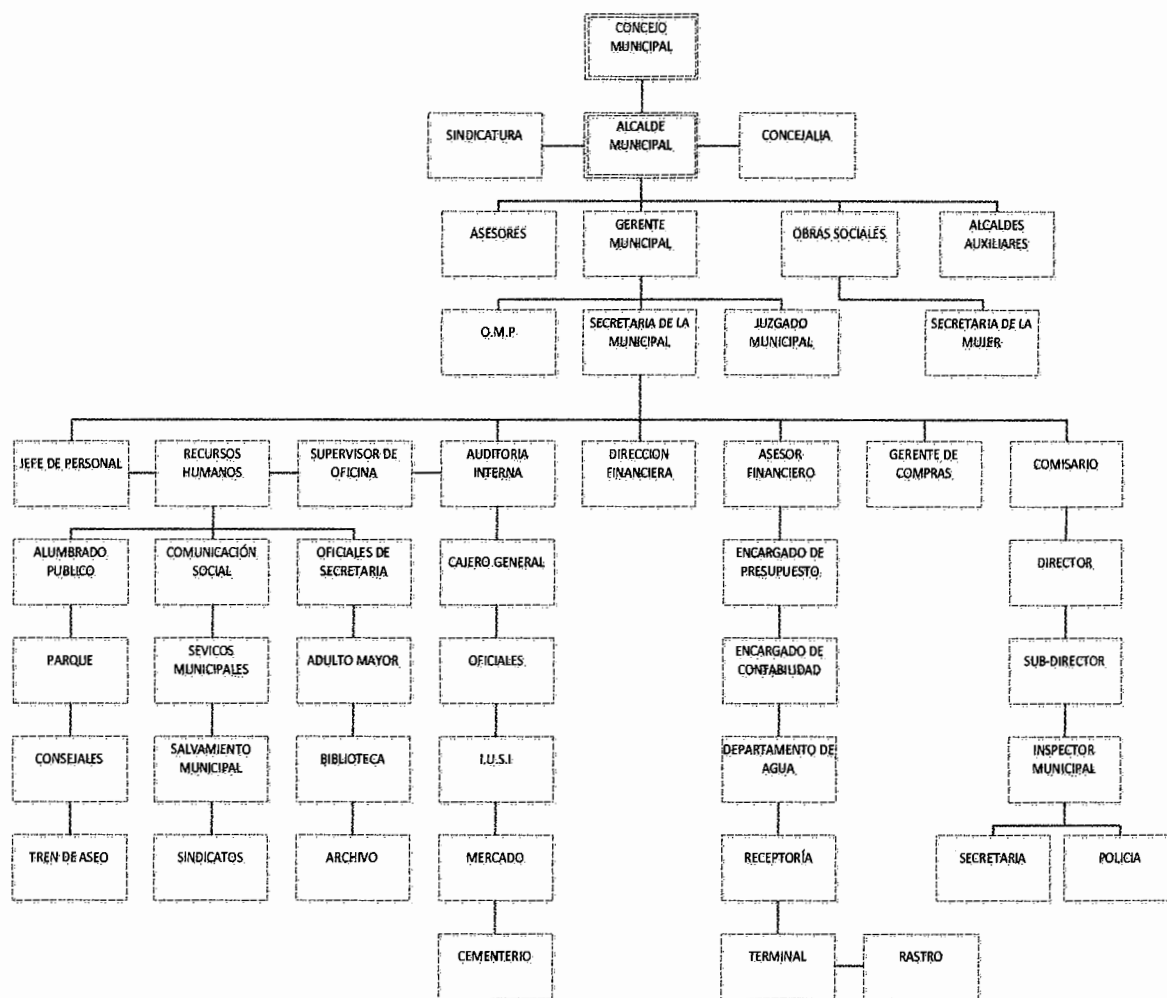 CONCEJO
MUNICIPAL
SINDICATURA
ALCALDE
MUNICIPAL
CONCEJALIA
ASESORES
GERENTE
MUNICIPAL
OBRAS SOCIALES
ALCALDES
AUXILIARES
O.M.P.
SECRETARIA DE LA
MUNICIPAL
JUZGADO
MUNICIPAL
SECRETARIA DE LA
MUJER
JEFE DE PERSONAL
RECURSOS
HUMANOS
SUPERVISOR DE
OFICINA
AUDITORIA
INTERNA
DIRECCION
FINANCIERA
ASESOR
FINANCIERO
GERENTE DE
COMPRAS
COMISARIO
ALUMBRADO
PUBLICO
COMUNICACIÓN
SOCIAL
OFICIALES DE
SECRETARIA
CAJERO GENERAL
ENCARGADO DE
PRESUPUESTO
DIRECTOR
PARQUE
SEVICOS
MUNICIPALES
ADULTO MAYOR
OFICIALES
ENCARGADO DE
CONTABILIDAD
SUB-DIRECTOR
CONSEJALES
SALVAMIENTO
MUNICIPAL
BIBLIOTECA
I.U.S.I
DEPARTAMENTO DE
AGUA
INSPECTOR
MUNICIPAL
TREN DE ASEO
SINDICATOS
ARCHIVO
MERCADO
RECEPTORÍA
SECRETARIA
POLICIA
CEMENTERIO
TERMINAL
RASTRO